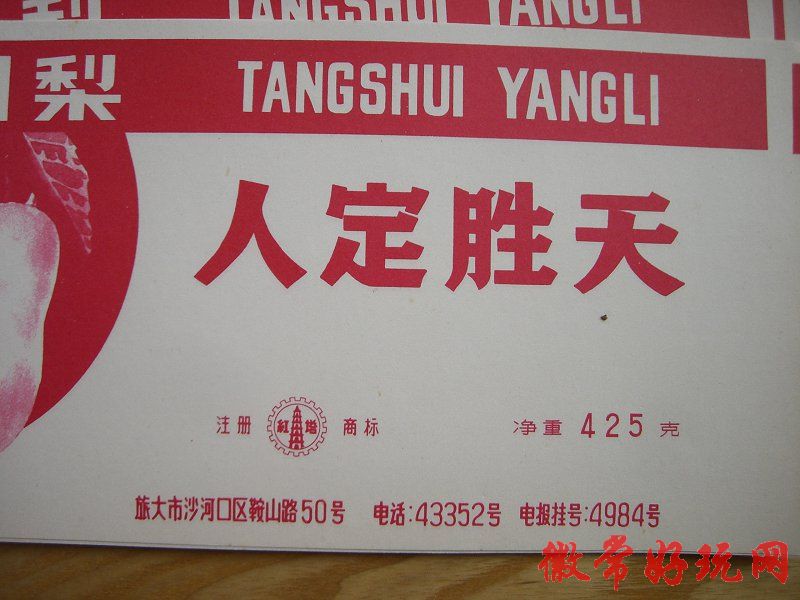 梨 TANGSHUI YANGLI
梨 TANGSHUI YANGLI
人定胜天
注册 红塔 商标 净重 425 克
旅大市沙河口区鞍山路50号 电话:43352号 电报挂号:4984号
徽常好玩网